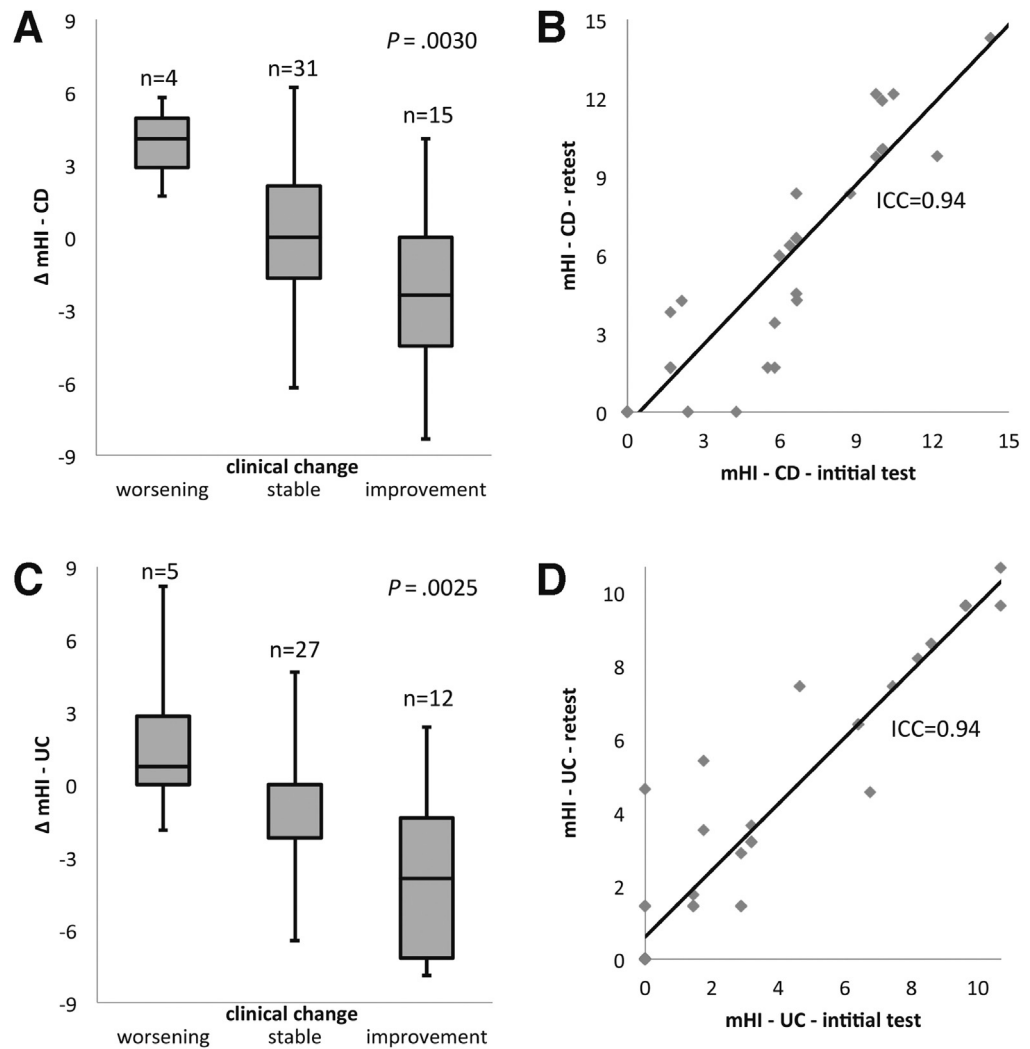 A
9
6
3
0
-3
-6
-9
Δ mHI - CD
P = .0030
n=4
n=31
n=15
clinical change
worsening stable improvement
B
15
12
9
6
3
0
mHI - CD - retest
ICC=0.94
0 3 6 9 12 15
mHI - CD - intitial test
C
9
6
3
0
-3
-6
-9
Δ mHI - UC
P = .0025
n=5
n=27
n=12
clinical change
worsening stable improvement
D
10
8
6
4
2
0
mHI - UC - retest
ICC=0.94
0 2 4 6 8 10
mHI - UC - intitial test